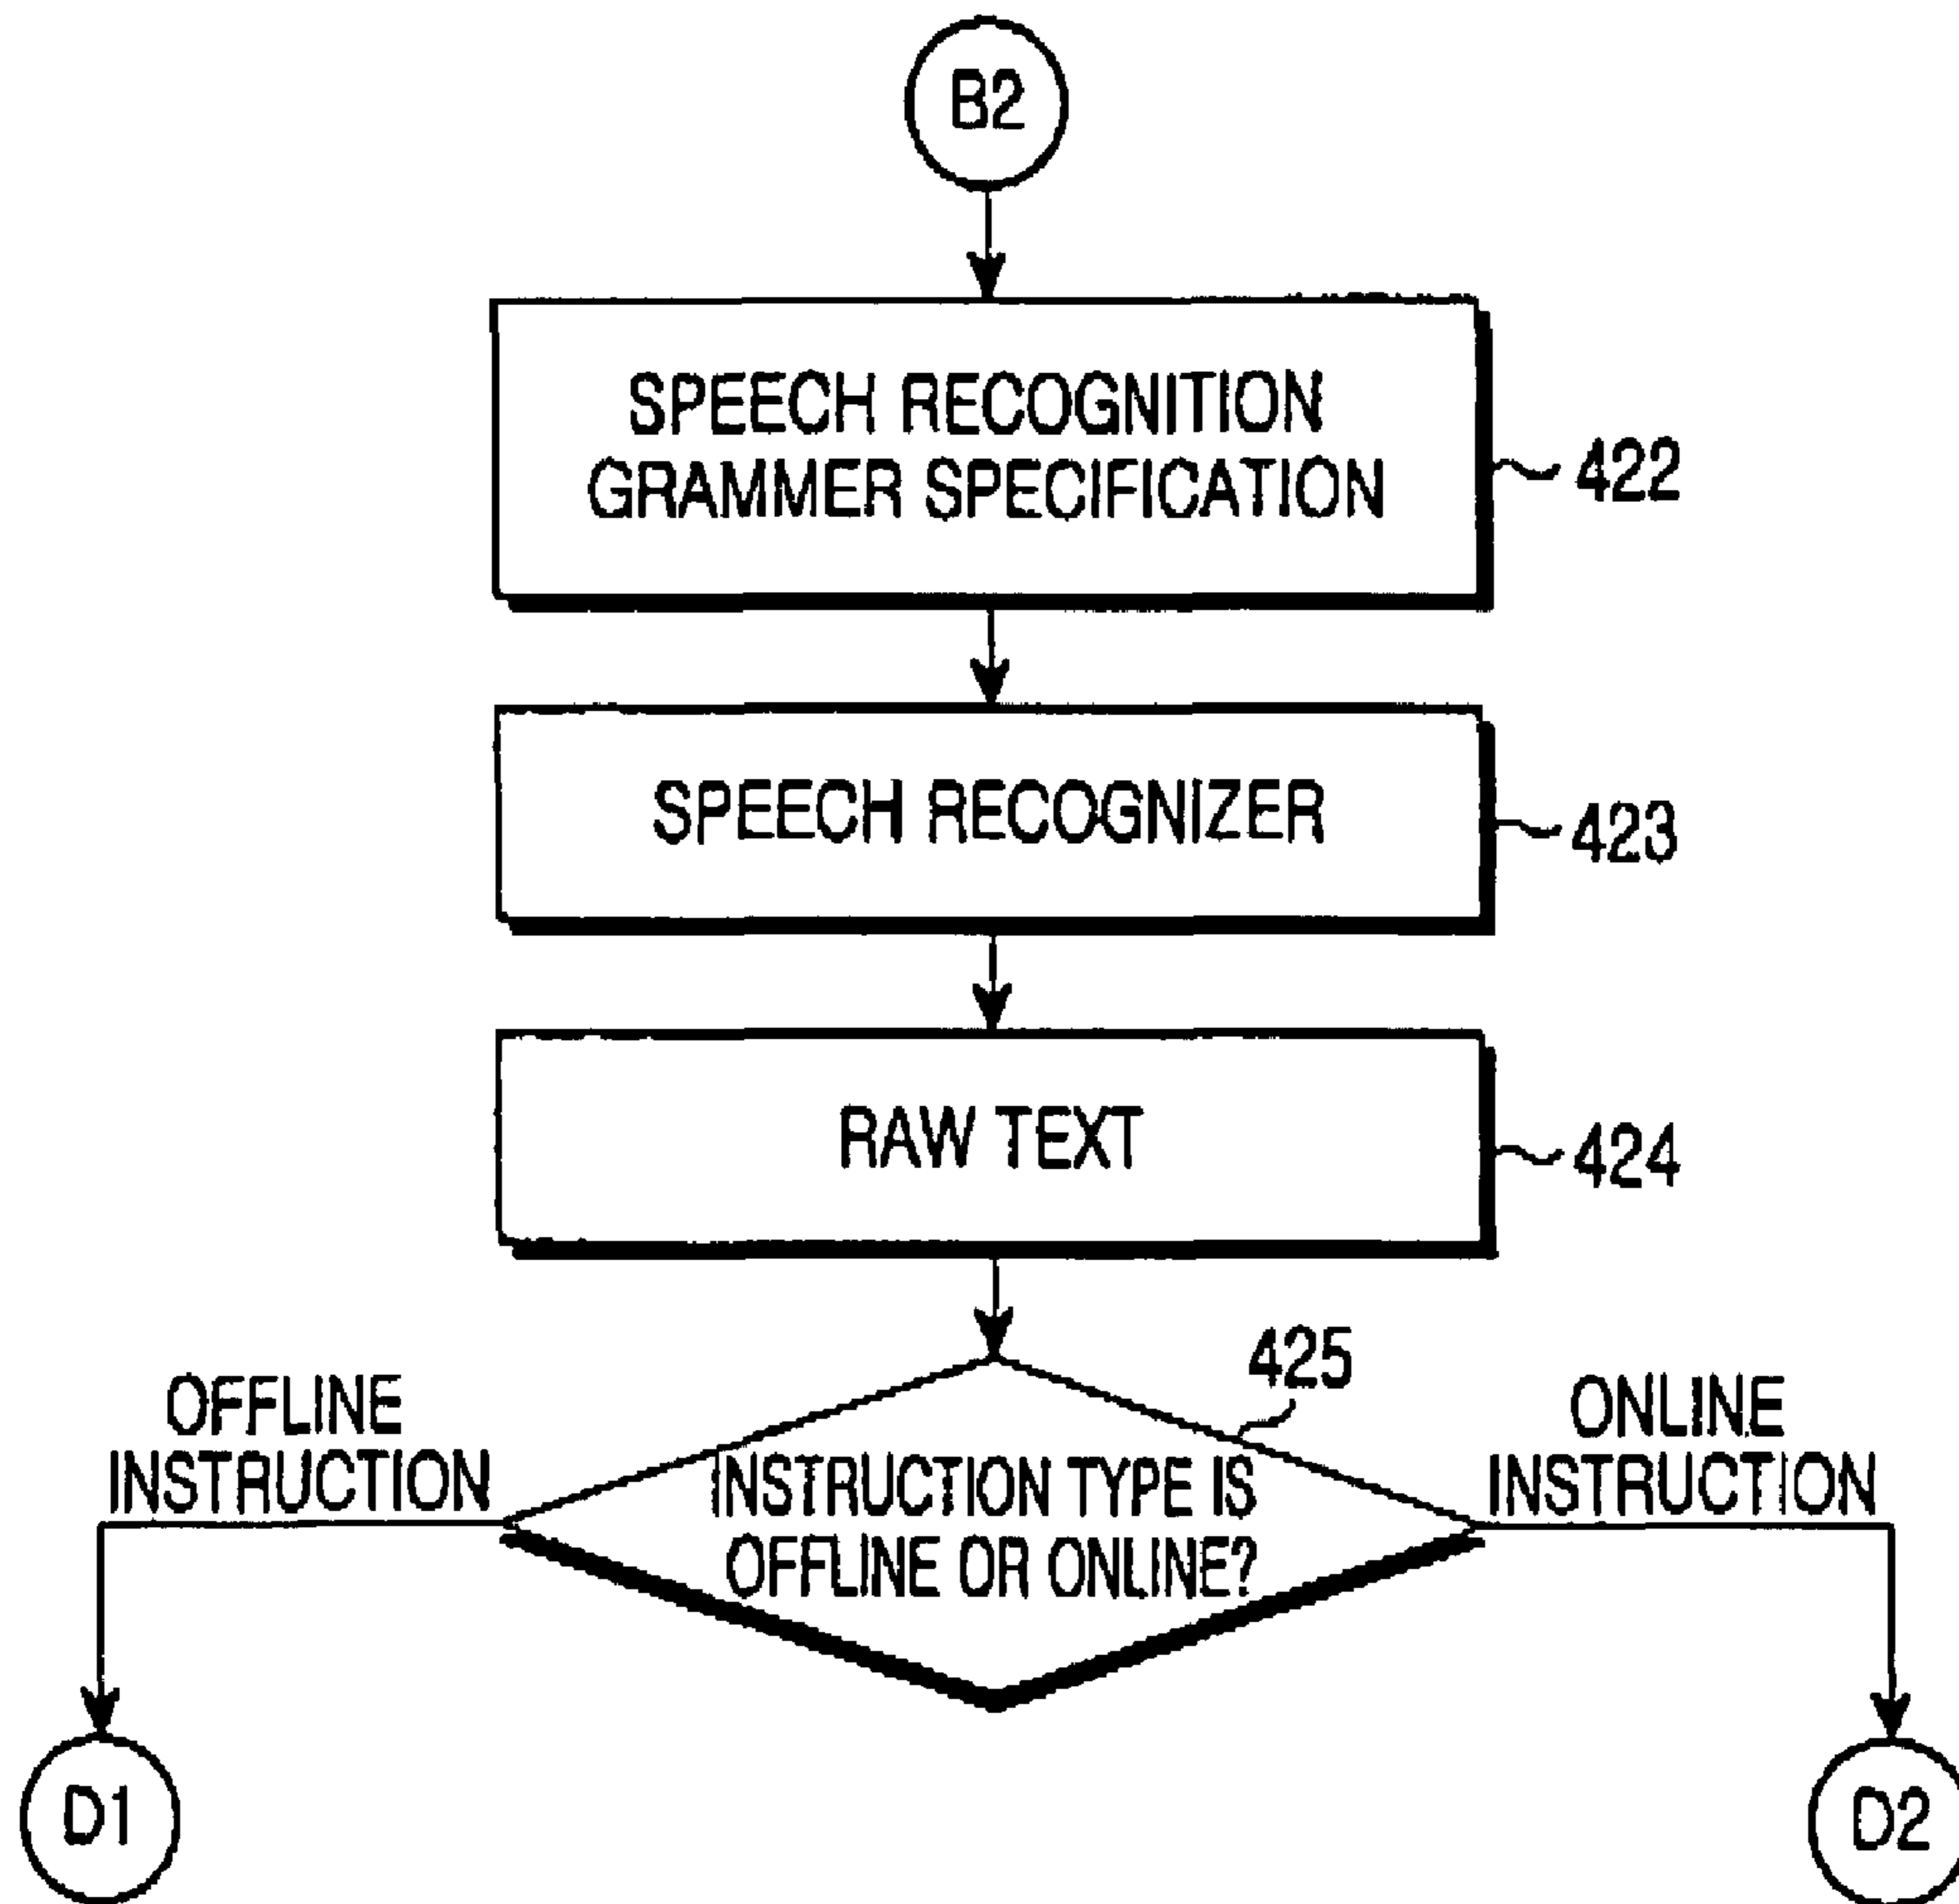 B2
SPEECH RECOGNITION
GRAMMER SPECIFICATION
422
SPEECH RECOGNIZER
423
RAW TEXT
424
425
OFFLINE
INSTRUCTION
INSTRUCTION TYPE IS
OFFLINE OR ONLINE?
ONLINE
INSTRUCTION
D1
D2